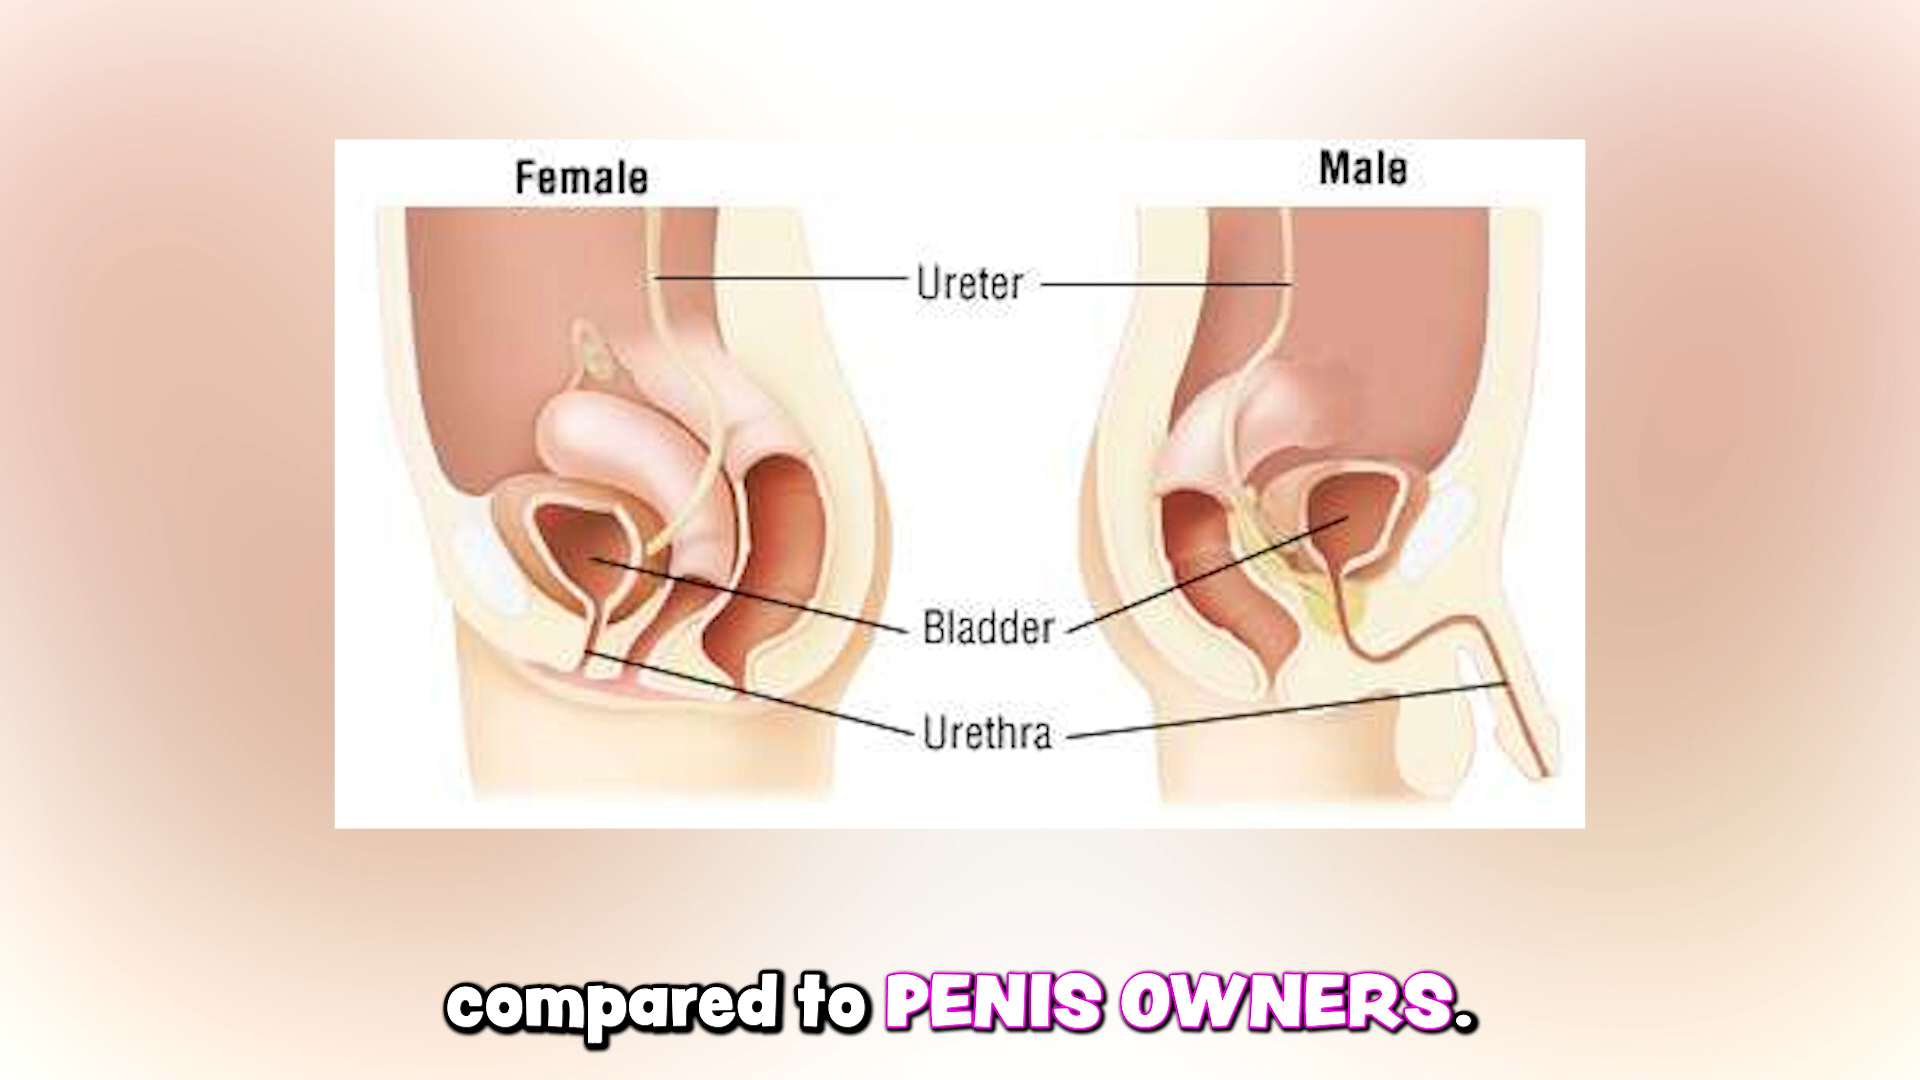 Female
Male
Ureter
Bladder
Urethra
compared to PENIS OWNERS.